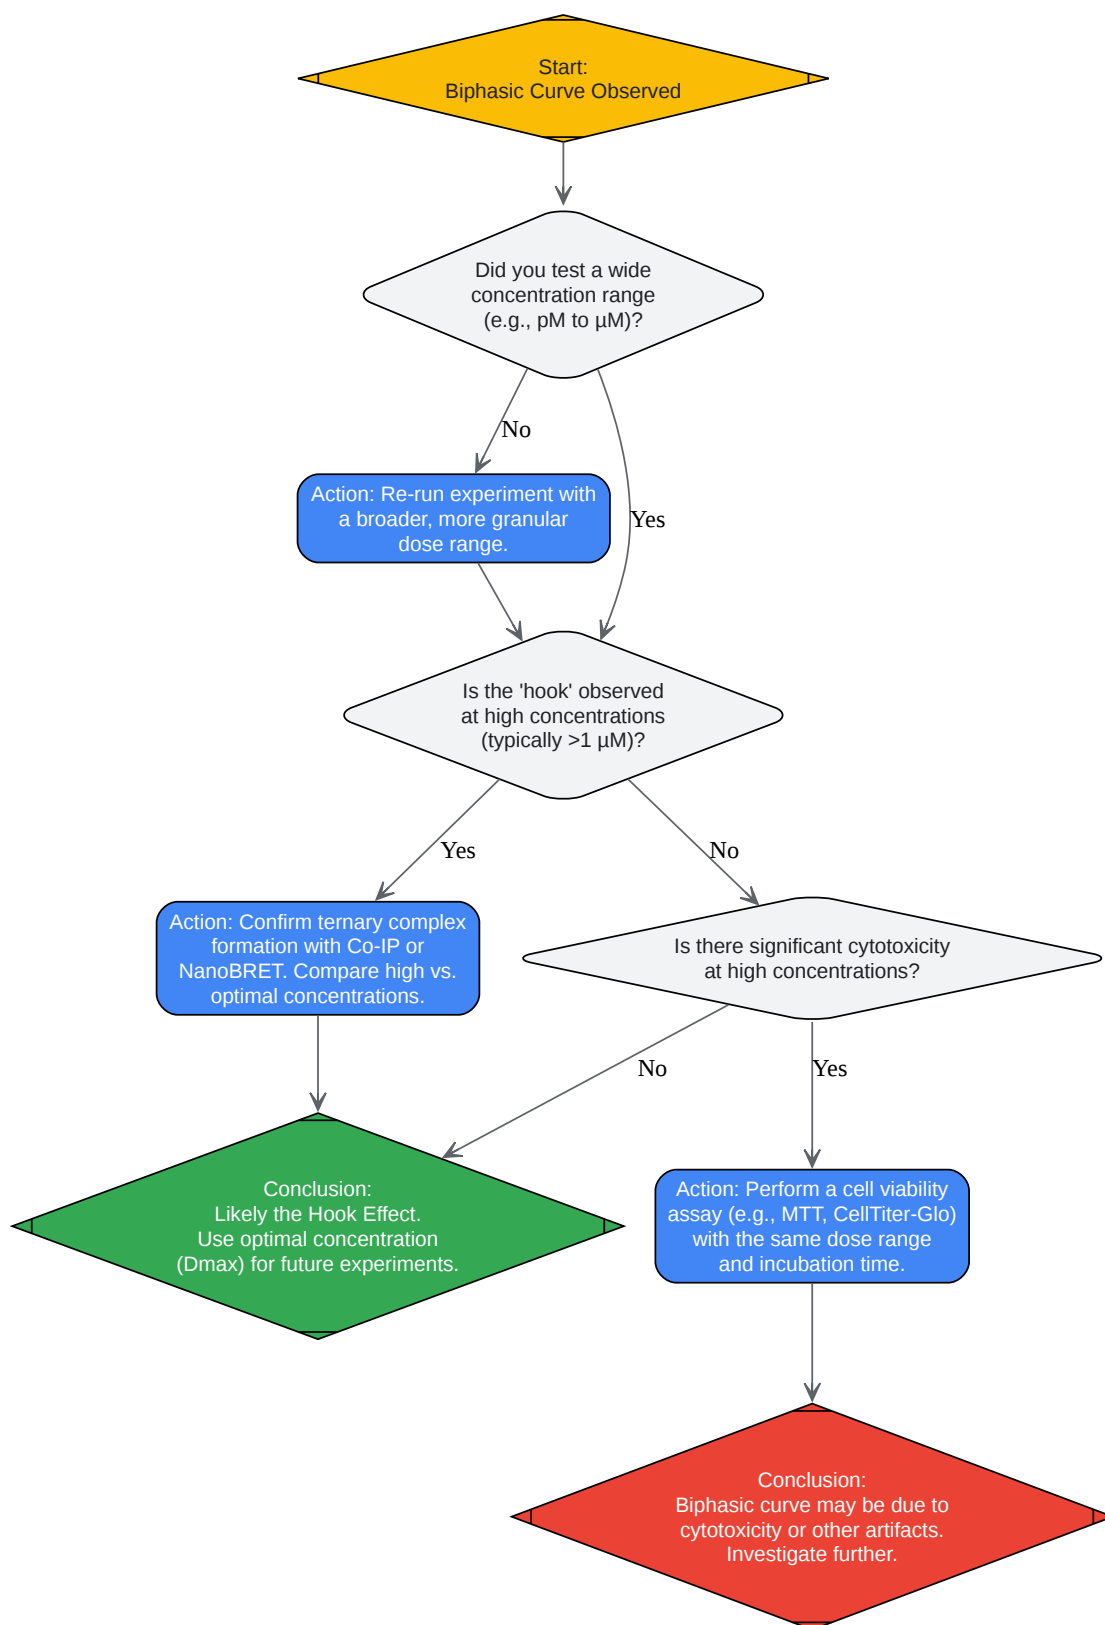 Start:
Biphasic Curve Observed
Did you test a wide
concentration range
(e.g., pM to µM)?
No
Yes
Action: Re-run experiment with
a broader, more granular
dose range.
Is the 'hook' observed
at high concentrations
(typically >1 µM)?
Yes
No
Action: Confirm ternary complex
formation with Co-IP or
NanoBRET. Compare high vs.
optimal concentrations.
Is there significant cytotoxicity
at high concentrations?
No
Yes
Conclusion:
Likely the Hook Effect.
Use optimal concentration
(Dmax) for future experiments.
Action: Perform a cell viability
assay (e.g., MTT, CellTiter-Glo)
with the same dose range
and incubation time.
Conclusion:
Biphasic curve may be due to
cytotoxicity or other artifacts.
Investigate further.